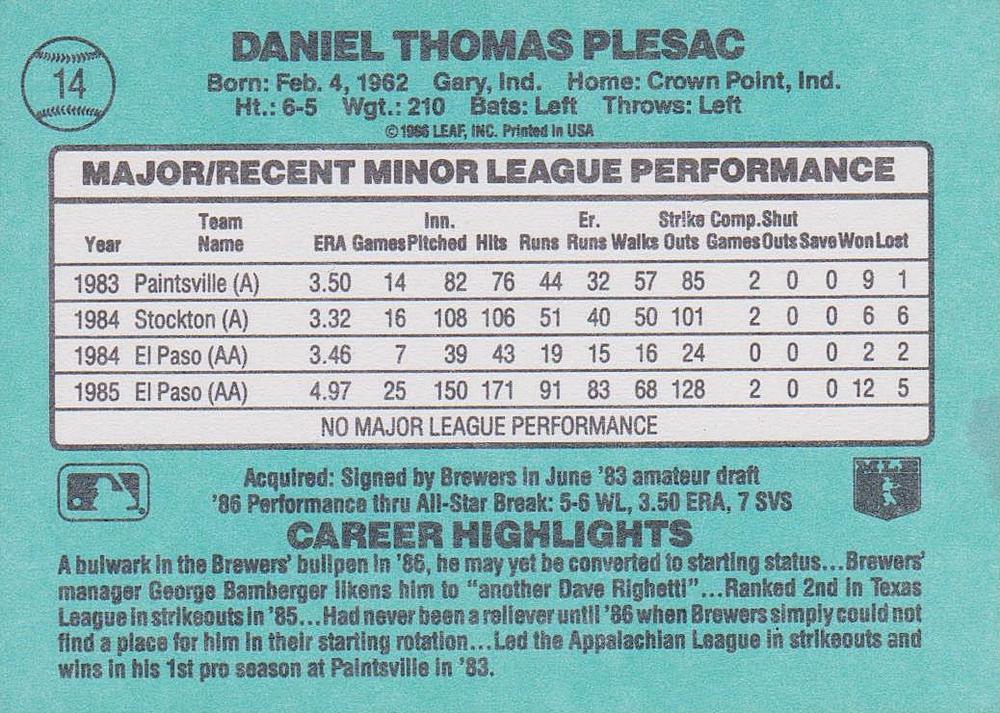 14
DANIEL THOMAS PLESAC
Born: Feb. 4, 1962 Gary, Ind. Home: Crown Point, Ind.
Ht.: 6-5 Wgt.: 210 Bats: Left Throws: Left
© 1986 LEAF, INC. Printed in USA
MAJOR/RECENT MINOR LEAGUE PERFORMANCE
Team Inn. Er. Strike Comp. Shut
Year Name ERA Games Pitched Hits Runs Runs Walks Outs Games Outs Save Won Lost
1983 Paintsville (A) 3.50 14 82 76 44 32 57 85 2 0 0 9 1
1984 Stockton (A) 3.32 16 108 106 51 40 50 101 2 0 0 6 6
1984 El Paso (AA) 3.46 7 39 43 19 15 16 24 0 0 0 2 2
1985 El Paso (AA) 4.97 25 150 171 91 83 68 128 2 0 0 12 5
NO MAJOR LEAGUE PERFORMANCE
Acquired: Signed by Brewers in June '83 amateur draft
'86 Performance thru All-Star Break: 5-6 WL, 3.50 ERA, 7 SVS
CAREER HIGHLIGHTS
A bulwark in the Brewers' bullpen in '86, he may yet be converted to starting status...Brewers'
manager George Bamberger likens him to "another Dave Righetti"...Ranked 2nd in Texas
League in strikeouts in '85...Had never been a reliever until '86 when Brewers simply could not
find a place for him in their starting rotation...Led the Appalachian League in strikeouts and
wins in his 1st pro season at Paintsville in '83.